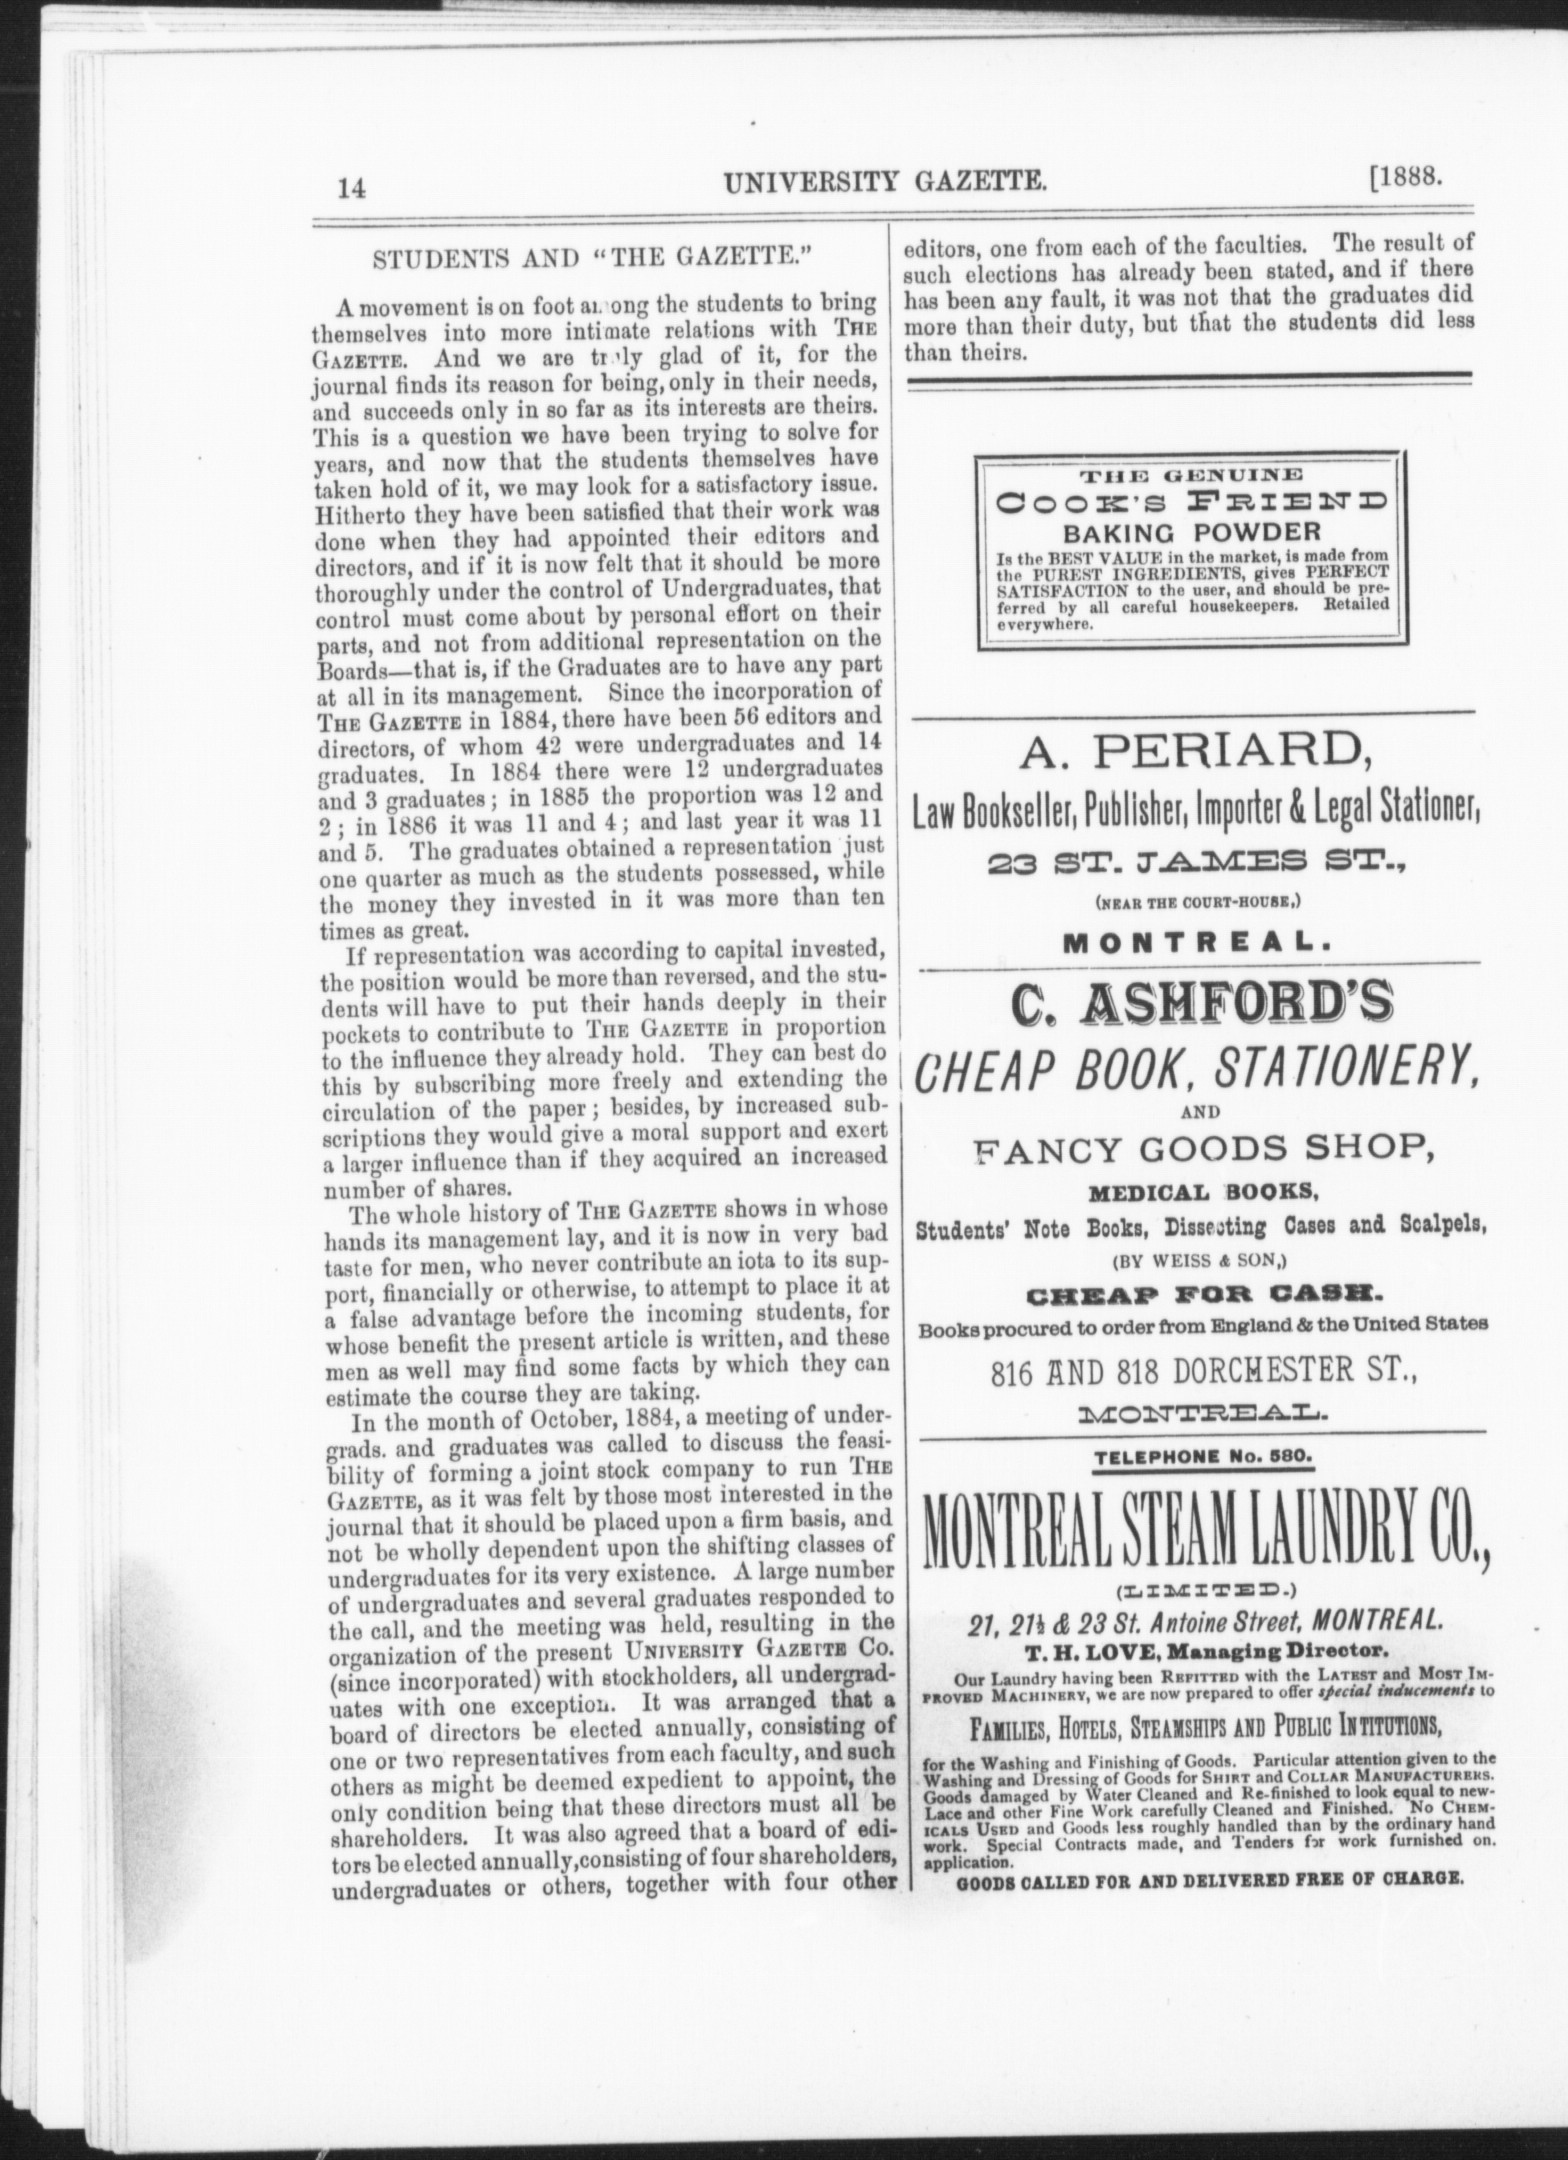 14
UNIVERSITY GAZETTE.
[1888.
STUDENTS AND "THE GAZETTE."
A movement is on foot among the students to bring
themselves into more intimate relations with THE
GAZETTE. And we are truly glad of it, for the
journal finds its reason for being, only in their needs,
and succeeds only in so far as its interests are theirs.
This is a question we have been trying to solve for
years, and now that the students themselves have
taken hold of it, we may look for a satisfactory issue.
Hitherto they have been satisfied that their work was
done when they had appointed their editors and
directors, and if it is now felt that it should be more
thoroughly under the control of Undergraduates, that
control must come about by personal effort on their
parts, and not from additional representation on the
Boards—that is, if the Graduates are to have any part
at all in its management. Since the incorporation of
THE GAZETTE in 1884, there have been 56 editors and
directors, of whom 42 were undergraduates and 14
graduates. In 1884 there were 12 undergraduates
and 3 graduates; in 1885 the proportion was 12 and
2; in 1886 it was 11 and 4; and last year it was 11
and 5. The graduates obtained a representation just
one quarter as much as the students possessed, while
the money they invested in it was more than ten
times as great.
If representation was according to capital invested,
the position would be more than reversed, and the stu-
dents will have to put their hands deeply in their
pockets to contribute to THE GAZETTE in proportion
to the influence they already hold. They can best do
this by subscribing more freely and extending the
circulation of the paper; besides, by increased sub-
scriptions they would give a moral support and exert
a larger influence than if they acquired an increased
number of shares.
The whole history of THE GAZETTE shows in whose
hands its management lay, and it is now in very bad
taste for men, who never contribute an iota to its sup-
port, financially or otherwise, to attempt to place it at
a false advantage before the incoming students, for
whose benefit the present article is written, and these
men as well may find some facts by which they can
estimate the course they are taking.
In the month of October, 1884, a meeting of under-
grads. and graduates was called to discuss the feasi-
bility of forming a joint stock company to run THE
GAZETTE, as it was felt by those most interested in the
journal that it should be placed upon a firm basis, and
not be wholly dependent upon the shifting classes of
undergraduates for its very existence. A large number
of undergraduates and several graduates responded to
the call, and the meeting was held, resulting in the
organization of the present UNIVERSITY GAZETTE Co.
(since incorporated) with stockholders, all undergrad-
uates with one exception. It was arranged that a
board of directors be elected annually, consisting of
one or two representatives from each faculty, and such
others as might be deemed expedient to appoint, the
only condition being that these directors must all be
shareholders. It was also agreed that a board of edi-
tors be elected annually, consisting of four shareholders,
undergraduates or others, together with four other
editors, one from each of the faculties. The result of
such elections has already been stated, and if there
has been any fault, it was not that the graduates did
more than their duty, but that the students did less
than theirs.
THE GENUINE
COOK'S FRIEND
BAKING POWDER
Is the BEST VALUE in the market, is made from
the PUREST INGREDIENTS, gives PERFECT
SATISFACTION to the user, and should be pre-
ferred by all careful housekeepers. Retailed
everywhere.
A. PERIARD,
Law Bookseller, Publisher, Importer & Legal Stationer,
23 ST. JAMES ST.,
(NEAR THE COURT-HOUSE,)
MONTREAL.
C. ASHFORD'S
CHEAP BOOK, STATIONERY,
AND
FANCY GOODS SHOP,
MEDICAL BOOKS,
Students' Note Books, Dissecting Cases and Scalpels,
(BY WEISS & SON,)
CHEAP FOR CASH.
Books procured to order from England & the United States
816 AND 818 DORCHESTER ST.,
MONTREAL.
TELEPHONE No. 580.
MONTREAL STEAM LAUNDRY CO.,
(LIMITED.)
21, 21½ & 23 St. Antoine Street, MONTREAL.
T. H. LOVE, Managing Director.
Our Laundry having been REFITTED with the LATEST and MOST IM-
PROVED MACHINERY, we are now prepared to offer special inducements to
FAMILIES, HOTELS, STEAMSHIPS AND PUBLIC INTITUTIONS,
for the Washing and Finishing of Goods. Particular attention given to the
Washing and Dressing of Goods for SHIRT and COLLAR MANUFACTURERS.
Goods damaged by Water Cleaned and Re-finished to look equal to new-
Lace and other Fine Work carefully Cleaned and Finished. No CHEM-
ICALS USED and Goods less roughly handled than by the ordinary hand
work. Special Contracts made, and Tenders for work furnished on.
application.
GOODS CALLED FOR AND DELIVERED FREE OF CHARGE.